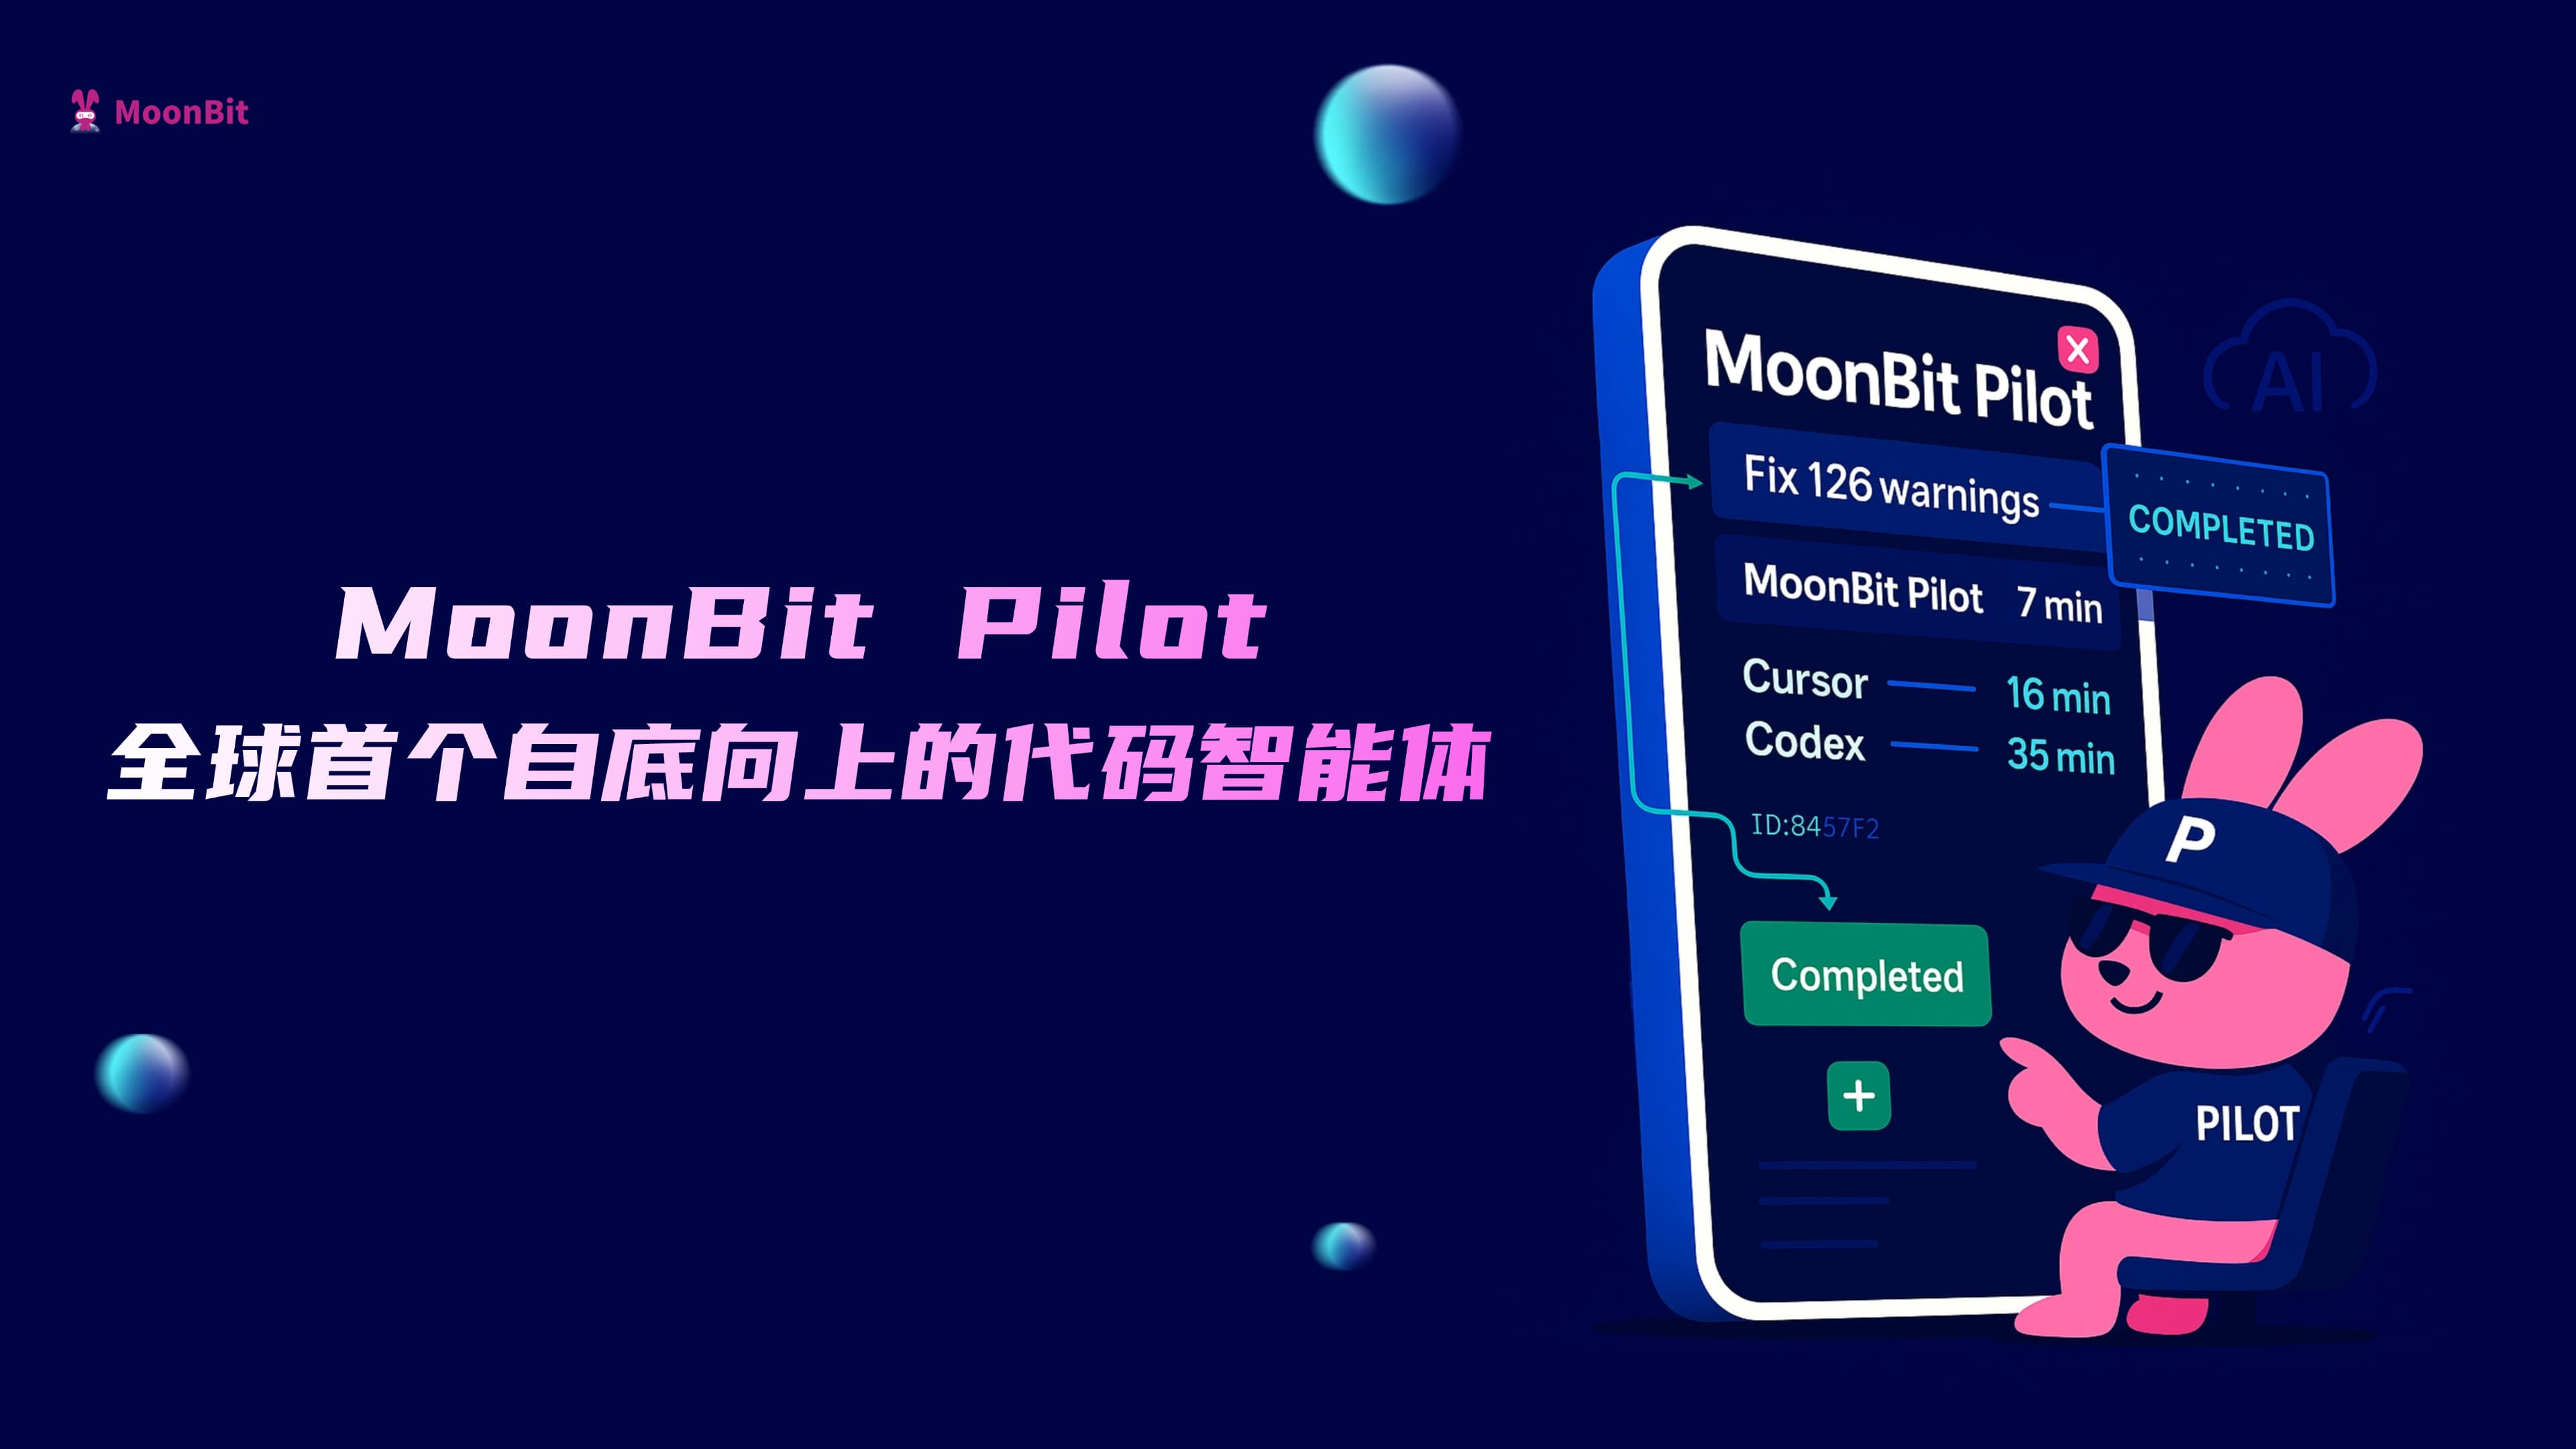 MoonBit
MoonBit Pilot
全球首个自底向上的代码智能体
MoonBit Pilot
Fix 126 warnings
COMPLETED
MoonBit Pilot 7 min
Cursor 16 min
Codex 35 min
ID:8457F2
Completed
AI
P
PILOT